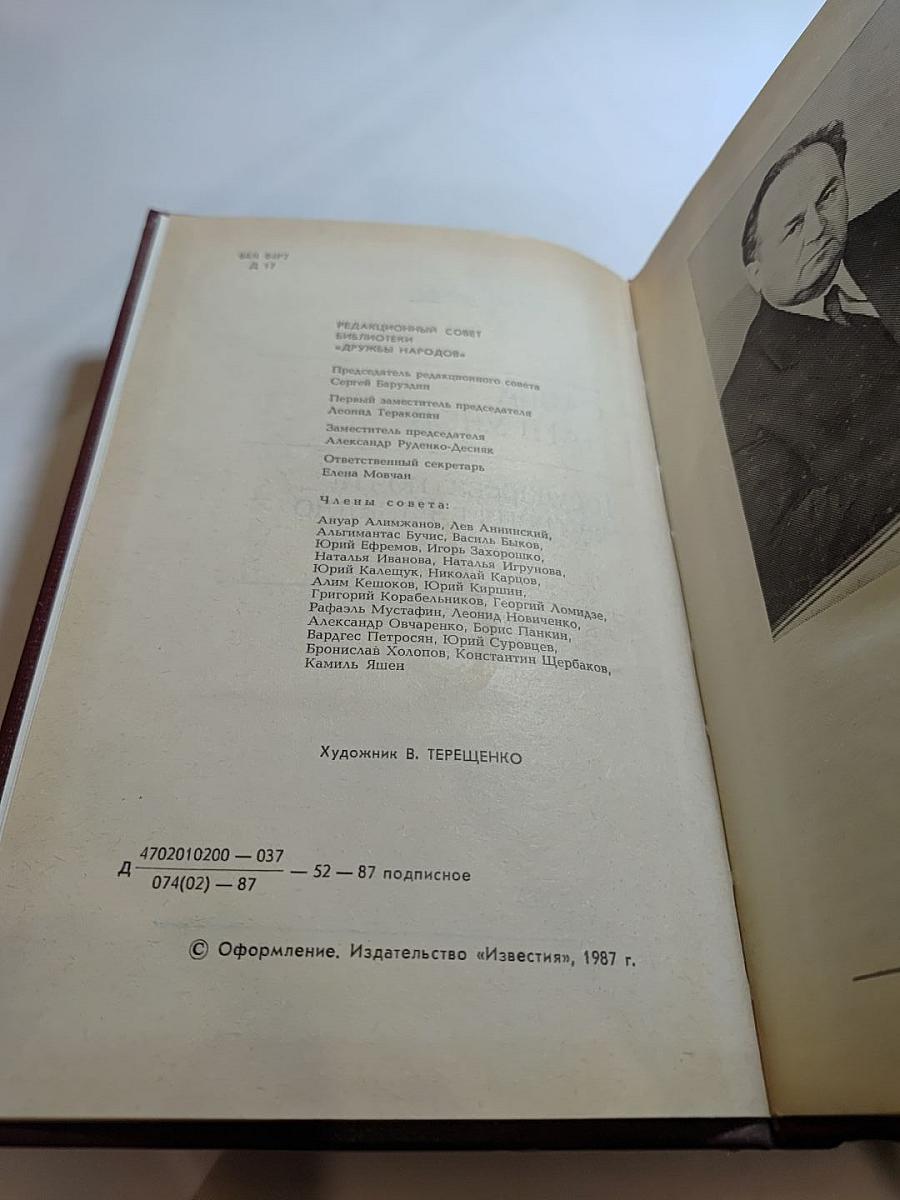 Д 17
РЕДАКЦИОННЫЙ СОВЕТ
БИБЛИОТЕКИ
«ДРУЖБЫ НАРОДОВ»
Председатель редакционного совета
Сергей Баруздин
Первый заместитель председателя
Леонид Теракопян
Заместитель председателя
Александр Руденко-Десняк
Ответственный секретарь
Елена Мовчан
Члены совета:
Ануар Алимжанов, Лев Аннинский,
Альгимантас Бучис, Василь Быков,
Юрий Ефремов, Игорь Захорошко,
Наталья Иванова, Наталья Игрунова,
Юрий Калещук, Николай Карцов,
Алим Кешоков, Юрий Киршин,
Григорий Корабельников, Георгий Ломидзе,
Рафаэль Мустафин, Леонид Новиченко,
Александр Овчаренко, Борис Панкин,
Вардгес Петросян, Юрий Суровцев,
Бронислав Холопов, Константин Щербаков,
Камиль Яшен
Художник В. ТЕРЕЩЕНКО
Д 4702010200 — 037
074(02) — 87 — 52 — 87 подписное
© Оформление. Издательство «Известия», 1987 г.